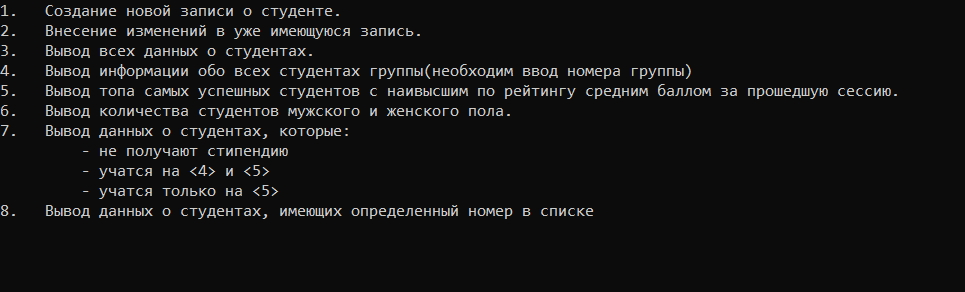 1. Создание новой записи о студенте.
2. Внесение изменений в уже имеющуюся запись.
3. Вывод всех данных о студентах.
4. Вывод информации обо всех студентах группы(необходим ввод номера группы)
5. Вывод топа самых успешных студентов с наивысшим по рейтингу средним баллом за прошедшую сессию.
6. Вывод количества студентов мужского и женского пола.
7. Вывод данных о студентах, которые:
- не получают стипендию
- учатся на <4> и <5>
- учатся только на <5>
8. Вывод данных о студентах, имеющих определенный номер в списке